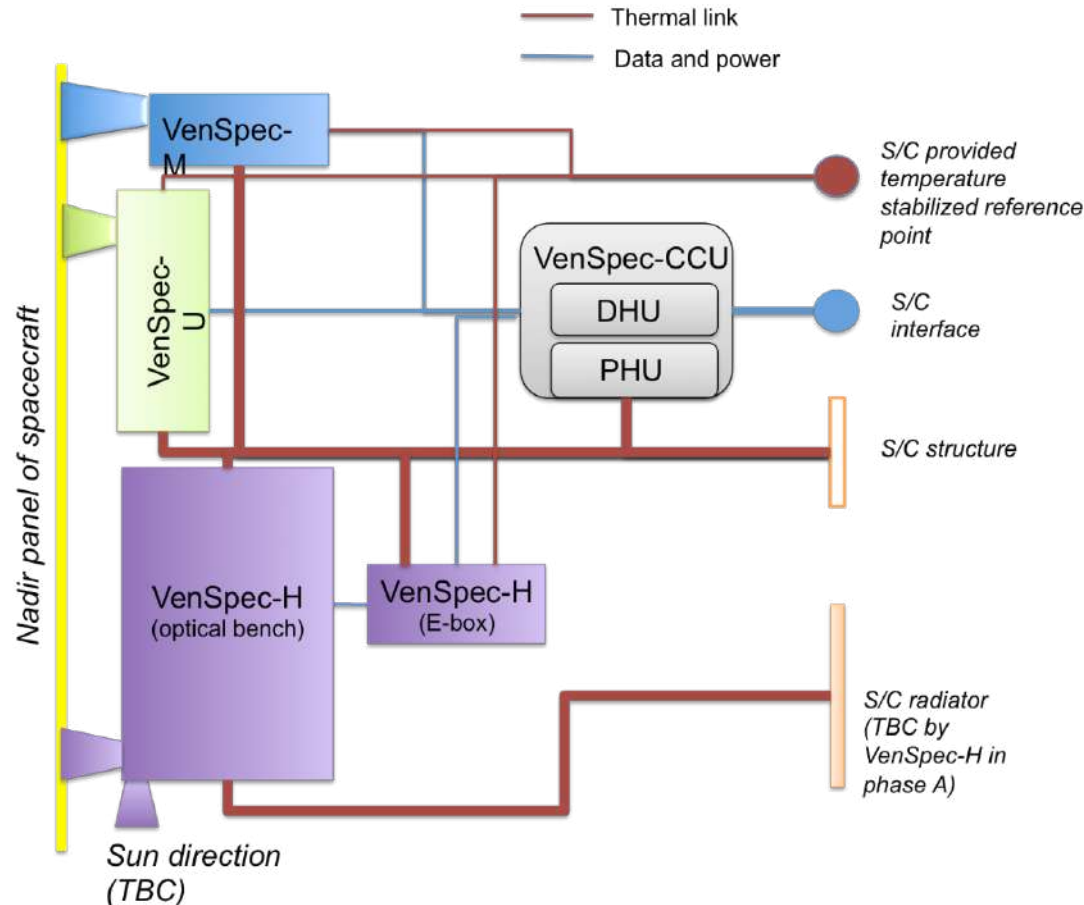 Thermal link
Data and power
VenSpec-
M
S/C provided
temperature
stabilized reference
point
VenSpec-CCU
DHU
PHU
S/C
interface
VenSpec-
U
Nadir panel of spacecraft
S/C structure
VenSpec-H
(optical bench)
VenSpec-H
(E-box)
S/C radiator
(TBC by
VenSpec-H in
phase A)
Sun direction
(TBC)